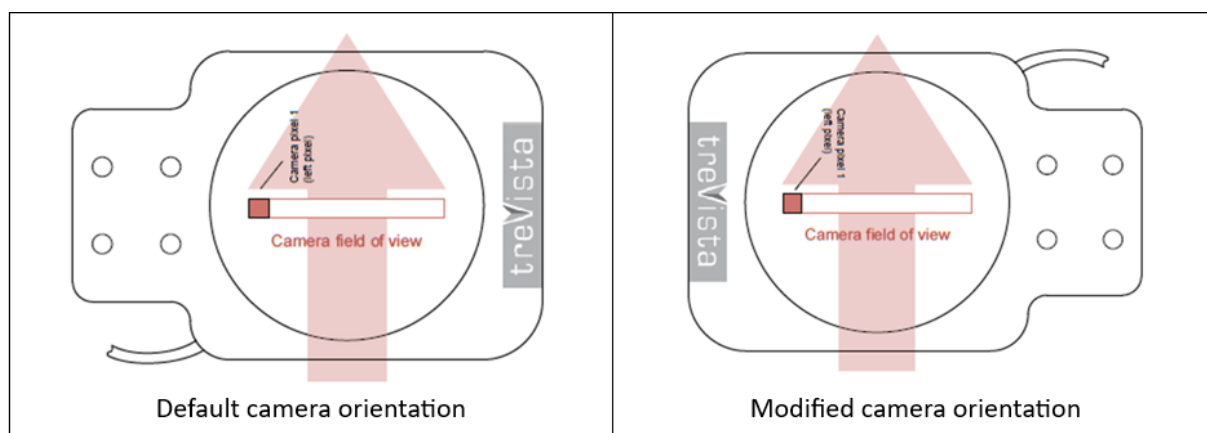 Camera pixel 1
(left pixel)
treVista
Camera field of view
Default camera orientation
treVista
Camera pixel 1
(left pixel)
Camera field of view
Modified camera orientation